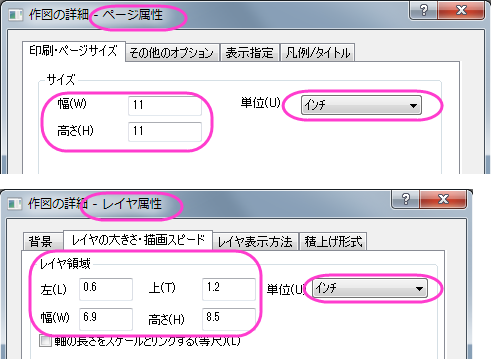 作図の詳細 - ページ属性
印刷・ページサイズ その他のオプション 表示指定 凡例/タイトル
サイズ
幅(W) 11 単位(U) インチ
高さ(H) 11
作図の詳細 - レイヤ属性
背景 レイヤの大きさ・描画スピード レイヤ表示方法 積上げ形式
レイヤ領域
左(L) 0.6 上(T) 1.2 単位(U インチ
幅(W) 6.9 高さ(H) 8.5
軸の長さをスケールとリンクする(等尺)(L)